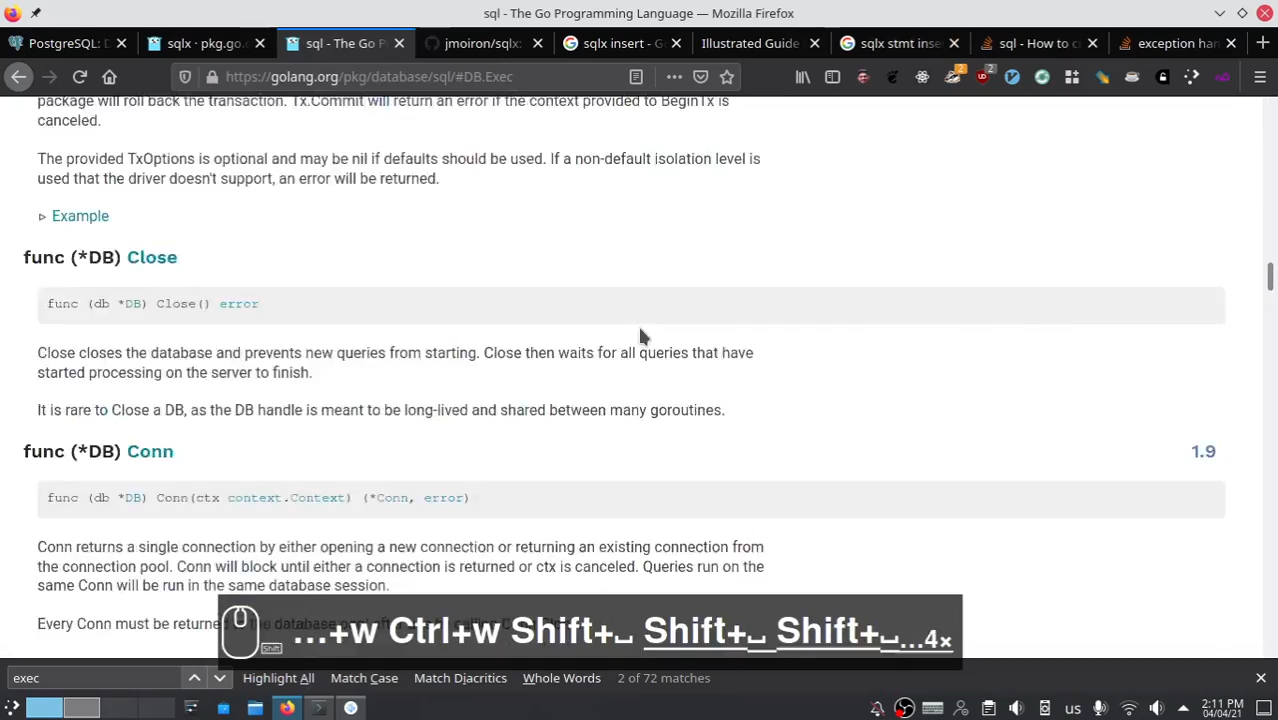 sql - The Go Programming Language — Mozilla Firefox
PostgreSQL: D
sqlx · pkg.go.c
sql - The Go P
jmoiron/sqlx:
sqlx insert - G
Illustrated Guide
sqlx stmt inse
sql - How to c
exception han
https://golang.org/pkg/database/sql/#DB.Exec
2
2
package will roll back the transaction. Tx.Commit will return an error if the context provided to BeginTx is
canceled.
The provided TxOptions is optional and may be nil if defaults should be used. If a non-default isolation level is
used that the driver doesn't support, an error will be returned.
Example
func (*DB) Close
func (db *DB) Close() error
Close closes the database and prevents new queries from starting. Close then waits for all queries that have
started processing on the server to finish.
It is rare to Close a DB, as the DB handle is meant to be long-lived and shared between many goroutines.
func (*DB) Conn
1.9
func (db *DB) Conn(ctx context.Context) (*Conn, error)
Conn returns a single connection by either opening a new connection or returning an existing connection from
the connection pool. Conn will block until either a connection is returned or ctx is canceled. Queries run on the
same Conn will be run in the same database session.
Every Conn must be returned
Shift
...+w Ctrl+w Shift+␣ Shift+␣ Shift+␣...4×
exec
Highlight All
Match Case
Match Diacritics
Whole Words
2 of 72 matches
2:11 PM
04/04/21